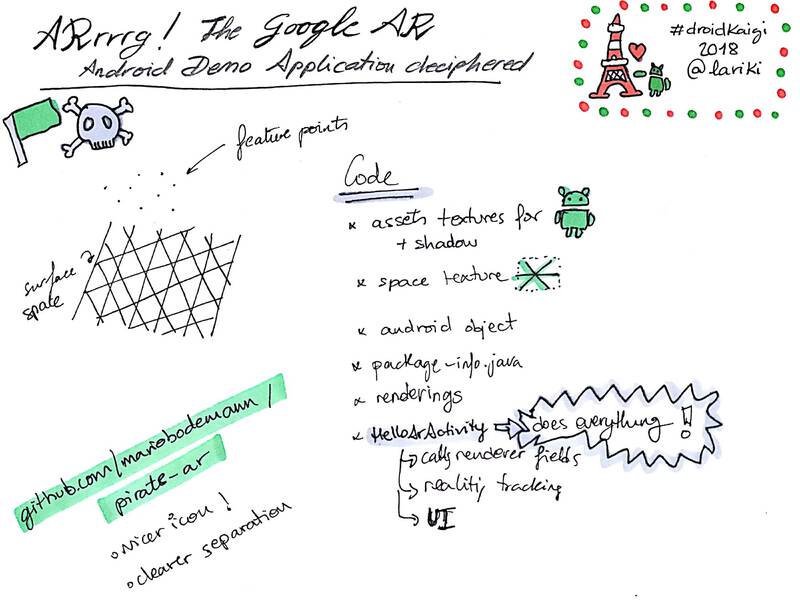 ARrrrg! The Google AR
Android Demo Application deciphered
#droidKaigi
2018
@lariki
feature points
surface
space
Code
* assets textures for
+ shadow
* space texture
* android object
* package-info.java
* renderings
* HelloArActivity ⇒ does everything!
↳ calls renderer fields
↳ reality tracking
↳ UI
github.com/mariobodemann/
pirate-ar
o Nicer icon!
o clearer separation